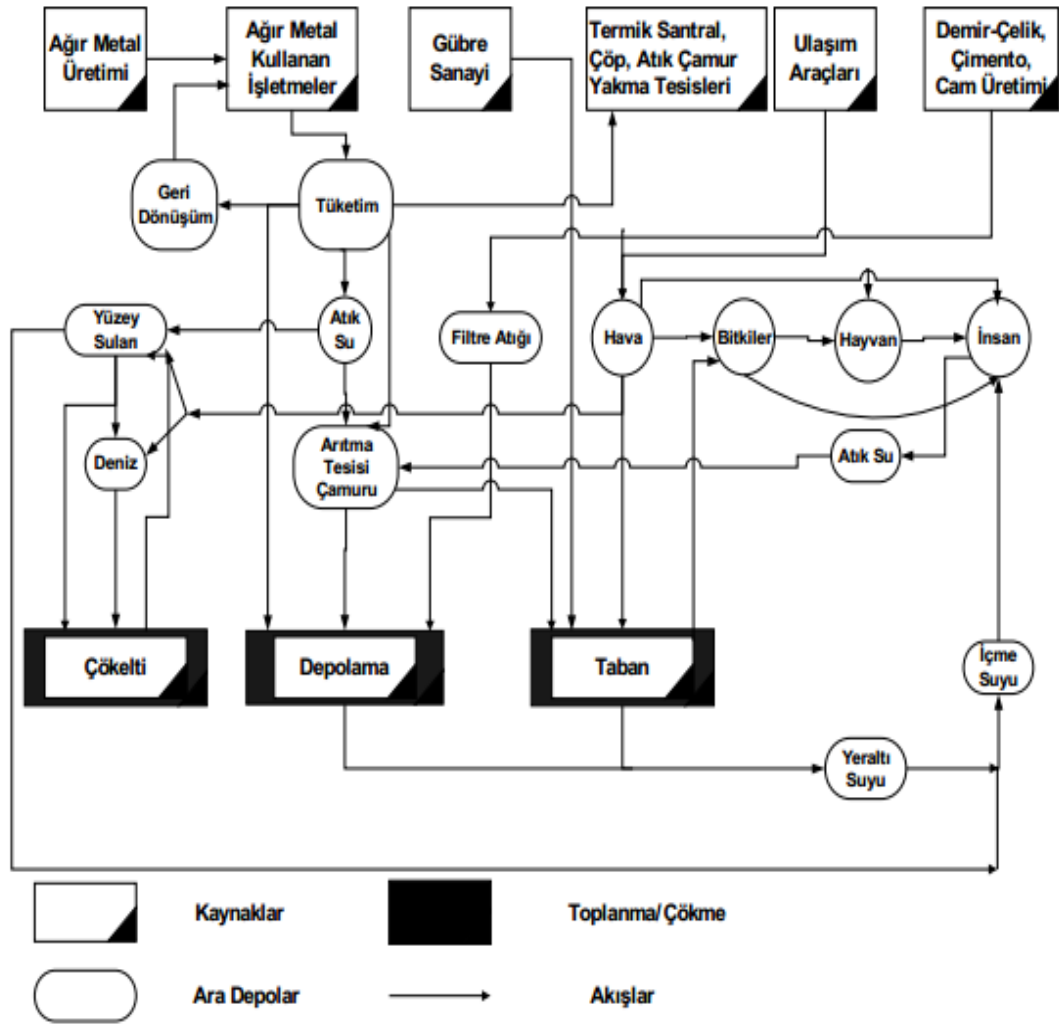 Ağır Metal
Üretimi
Ağır Metal
Kullanan
İşletmeler
Gübre
Sanayi
Termik Santral,
Çöp, Atık Çamur
Yakma Tesisleri
Ulaşım
Araçları
Demir-Çelik,
Çimento,
Cam Üretimi
Geri
Dönüşüm
Tüketim
Yüzey
Suları
Atık
Su
Filtre Atığı
Hava
Bitkiler
Hayvan
İnsan
Deniz
Arıtma
Tesisi
Çamuru
Atık Su
Çökelti
Depolama
Taban
İçme
Suyu
Yeraltı
Suyu
Kaynaklar
Toplanma/Çökme
Ara Depolar
Akışlar